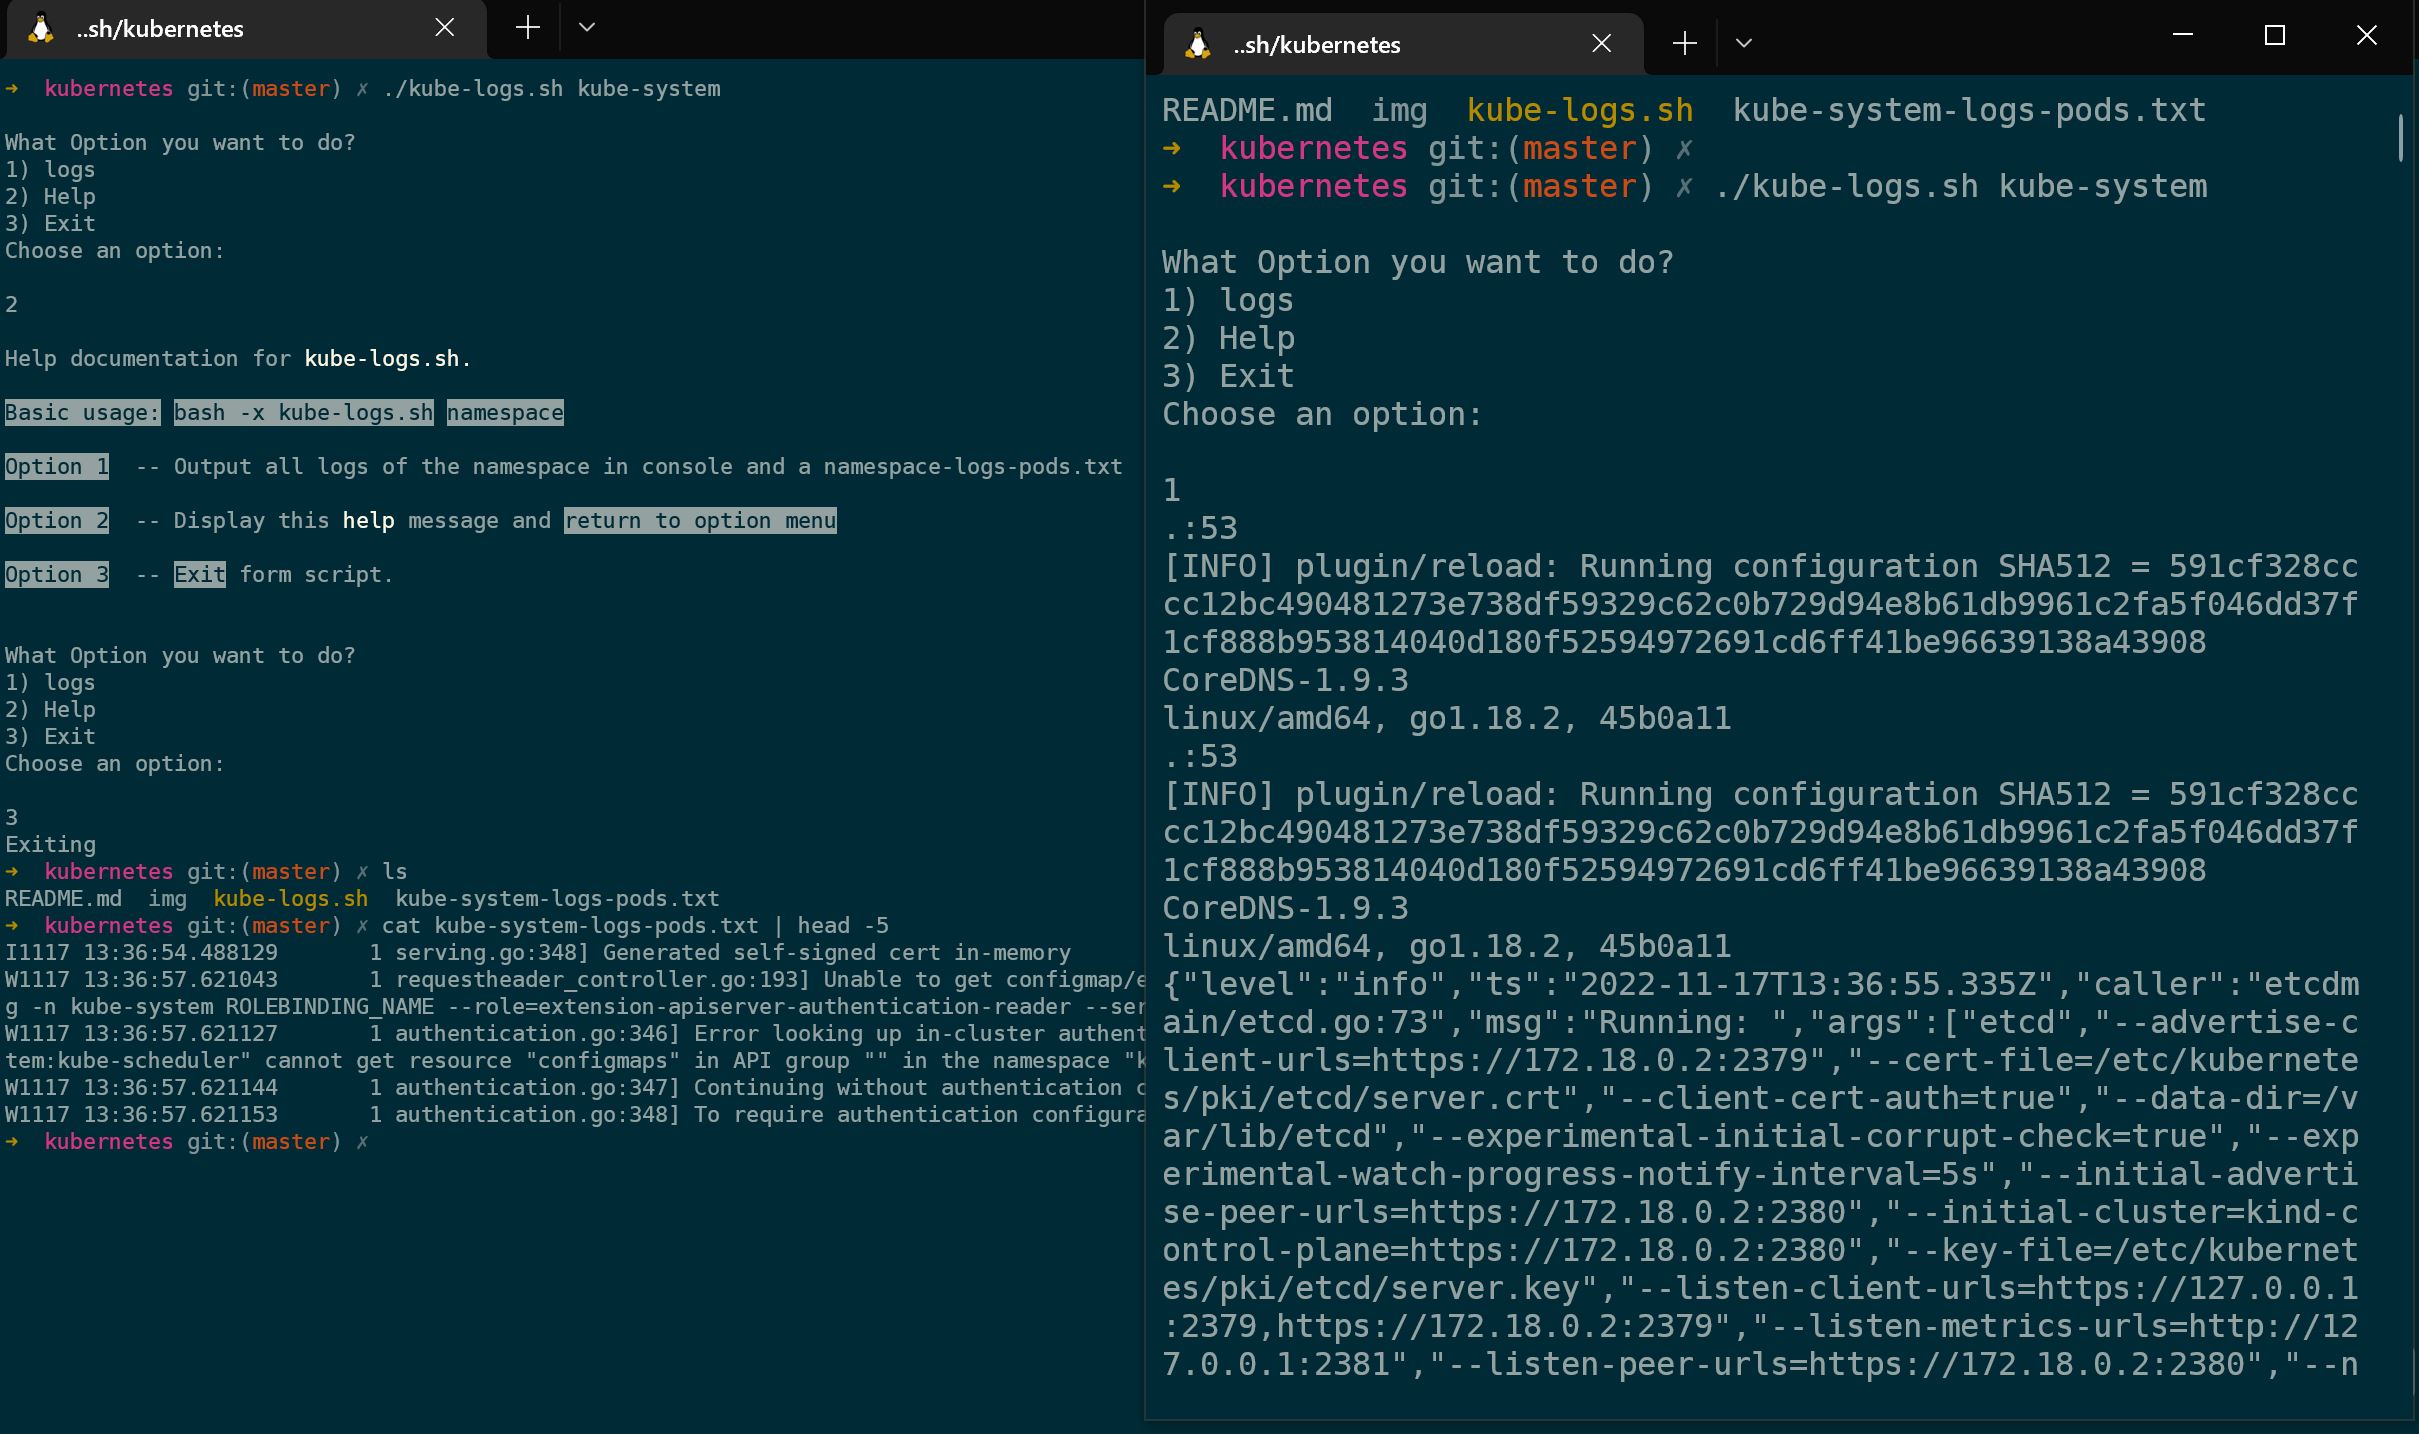 ..sh/kubernetes
➜  kubernetes git:(master) ✗ ./kube-logs.sh kube-system
What Option you want to do?
1) logs
2) Help
3) Exit
Choose an option:
2
Help documentation for kube-logs.sh.
Basic usage: bash -x kube-logs.sh namespace
Option 1  -- Output all logs of the namespace in console and a namespace-logs-pods.txt
Option 2  -- Display this help message and return to option menu
Option 3  -- Exit form script.
What Option you want to do?
1) logs
2) Help
3) Exit
Choose an option:
3
Exiting
➜  kubernetes git:(master) ✗ ls
README.md  img  kube-logs.sh  kube-system-logs-pods.txt
➜  kubernetes git:(master) ✗ cat kube-system-logs-pods.txt | head -5
I1117 13:36:54.488129       1 serving.go:348] Generated self-signed cert in-memory
W1117 13:36:57.621043       1 requestheader_controller.go:193] Unable to get configmap/e
g -n kube-system ROLEBINDING_NAME --role=extension-apiserver-authentication-reader --ser
W1117 13:36:57.621127       1 authentication.go:346] Error looking up in-cluster authent
tem:kube-scheduler" cannot get resource "configmaps" in API group "" in the namespace "k
W1117 13:36:57.621144       1 authentication.go:347] Continuing without authentication c
W1117 13:36:57.621153       1 authentication.go:348] To require authentication configura
➜  kubernetes git:(master) ✗
..sh/kubernetes
README.md  img  kube-logs.sh  kube-system-logs-pods.txt
➜  kubernetes git:(master) ✗
➜  kubernetes git:(master) ✗ ./kube-logs.sh kube-system
What Option you want to do?
1) logs
2) Help
3) Exit
Choose an option:
1
.:53
[INFO] plugin/reload: Running configuration SHA512 = 591cf328cc
cc12bc490481273e738df59329c62c0b729d94e8b61db9961c2fa5f046dd37f
1cf888b953814040d180f52594972691cd6ff41be96639138a43908
CoreDNS-1.9.3
linux/amd64, go1.18.2, 45b0a11
.:53
[INFO] plugin/reload: Running configuration SHA512 = 591cf328cc
cc12bc490481273e738df59329c62c0b729d94e8b61db9961c2fa5f046dd37f
1cf888b953814040d180f52594972691cd6ff41be96639138a43908
CoreDNS-1.9.3
linux/amd64, go1.18.2, 45b0a11
{"level":"info","ts":"2022-11-17T13:36:55.335Z","caller":"etcdm
ain/etcd.go:73","msg":"Running: ","args":["etcd","--advertise-c
lient-urls=https://172.18.0.2:2379","--cert-file=/etc/kubernete
s/pki/etcd/server.crt","--client-cert-auth=true","--data-dir=/v
ar/lib/etcd","--experimental-initial-corrupt-check=true","--exp
erimental-watch-progress-notify-interval=5s","--initial-adverti
se-peer-urls=https://172.18.0.2:2380","--initial-cluster=kind-c
ontrol-plane=https://172.18.0.2:2380","--key-file=/etc/kubernet
es/pki/etcd/server.key","--listen-client-urls=https://127.0.0.1
:2379,https://172.18.0.2:2379","--listen-metrics-urls=http://12
7.0.0.1:2381","--listen-peer-urls=https://172.18.0.2:2380","--n